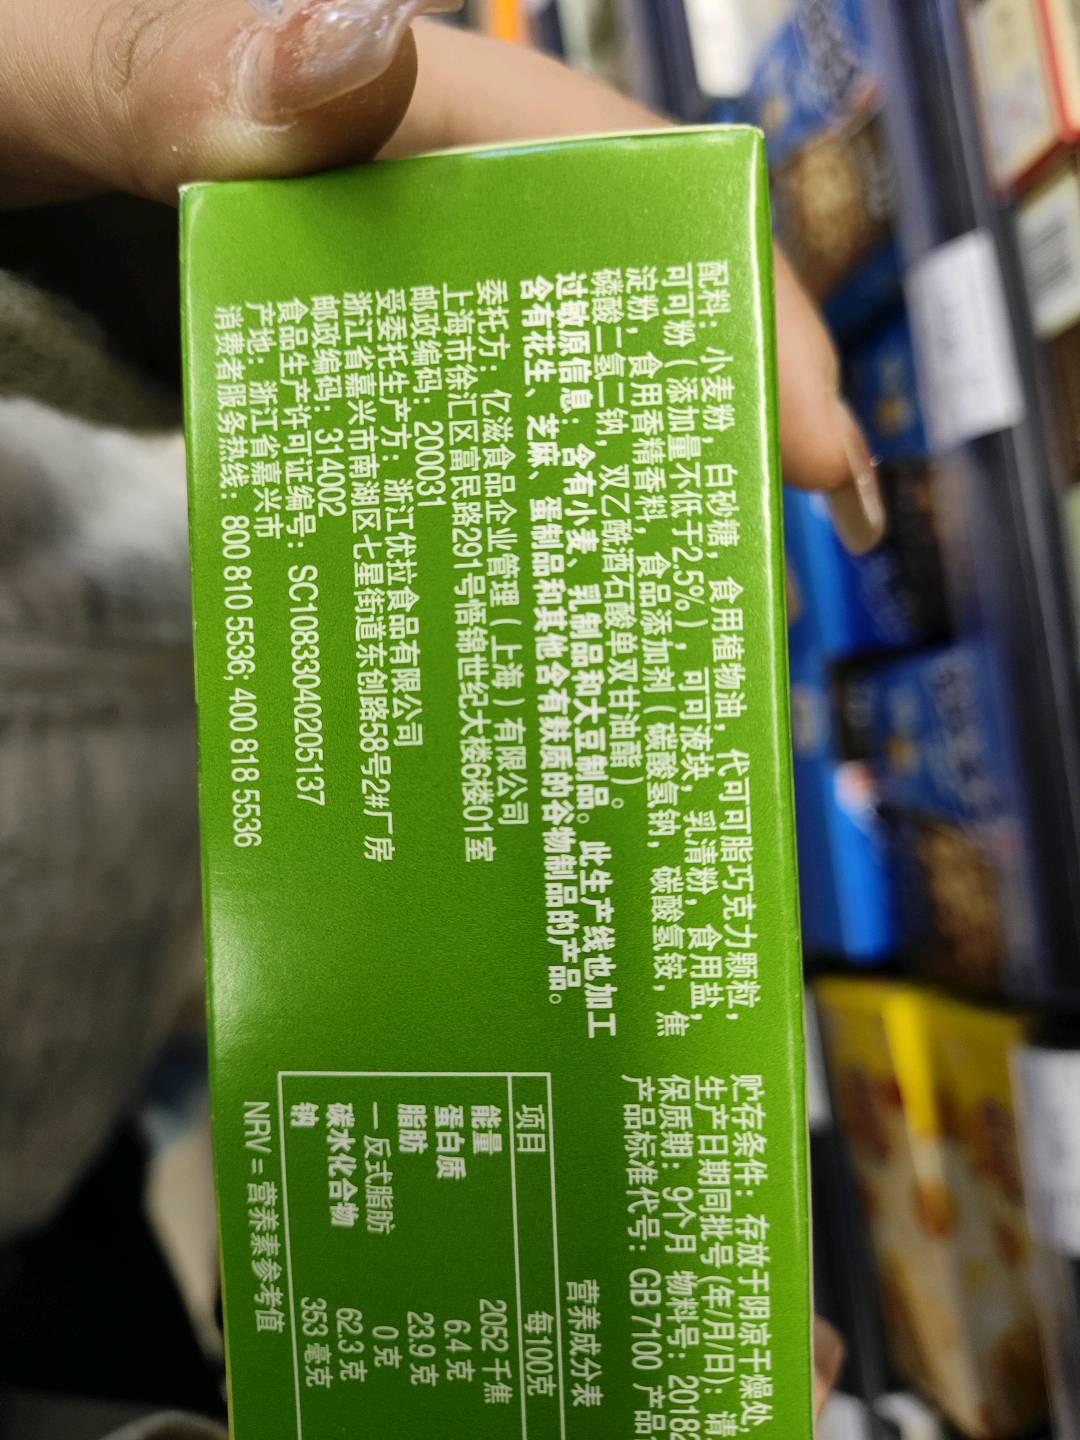 配料：小麦粉，白砂糖，食用植物油，代可可脂巧克力颗粒，
可可粉（添加量不低于2.5%），可可液块，乳清粉，食用盐，
淀粉，食用香精香料，食品添加剂（碳酸氢钠，碳酸氢铵，焦
磷酸二氢二钠，双乙酰酒石酸单双甘油酯）。
过敏原信息：含有小麦、乳制品和大豆制品。此生产线也加工
含有花生、芝麻、蛋制品和其他含有麸质的谷物制品的产品。
委托方：亿滋食品企业管理（上海）有限公司
上海市徐汇区富民路291号悟锦世纪大楼6楼01室
邮政编码：200031
受委托生产方：浙江优拉食品有限公司
浙江省嘉兴市南湖区七星街道东创路58号2#厂房
邮政编码：314002
食品生产许可证编号：SC10833040205137
产地：浙江省嘉兴市
消费者服务热线：800 810 5536; 400 818 5536
贮存条件：存放于阴凉干燥处，
生产日期同批号(年/月/日)：请
保质期：9个月 物料号：20182
产品标准代号：GB 7100 产品
营养成分表
项目 每100克
能量 2052 千焦
蛋白质 6.4 克
脂肪 23.9 克
－反式脂肪 0 克
碳水化合物 62.3 克
钠 353 毫克
NRV = 营养素参考值